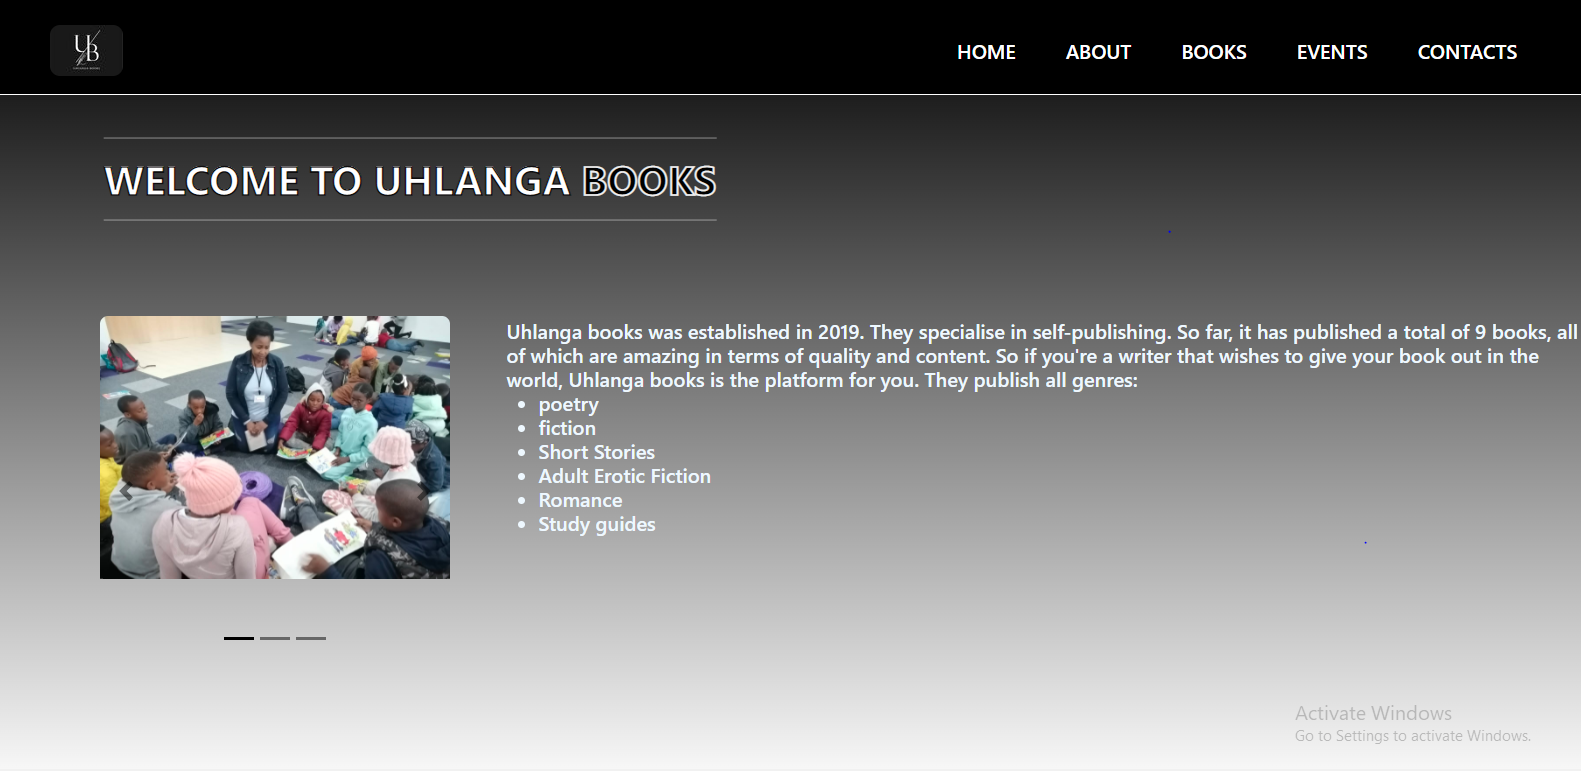 UB
HOME ABOUT BOOKS EVENTS CONTACTS
WELCOME TO UHLANGA BOOKS
Uhlanga books was established in 2019. They specialise in self-publishing. So far, it has published a total of 9 books, all
of which are amazing in terms of quality and content. So if you're a writer that wishes to give your book out in the
world, Uhlanga books is the platform for you. They publish all genres:
• poetry
• fiction
• Short Stories
• Adult Erotic Fiction
• Romance
• Study guides
Activate Windows
Go to Settings to activate Windows.